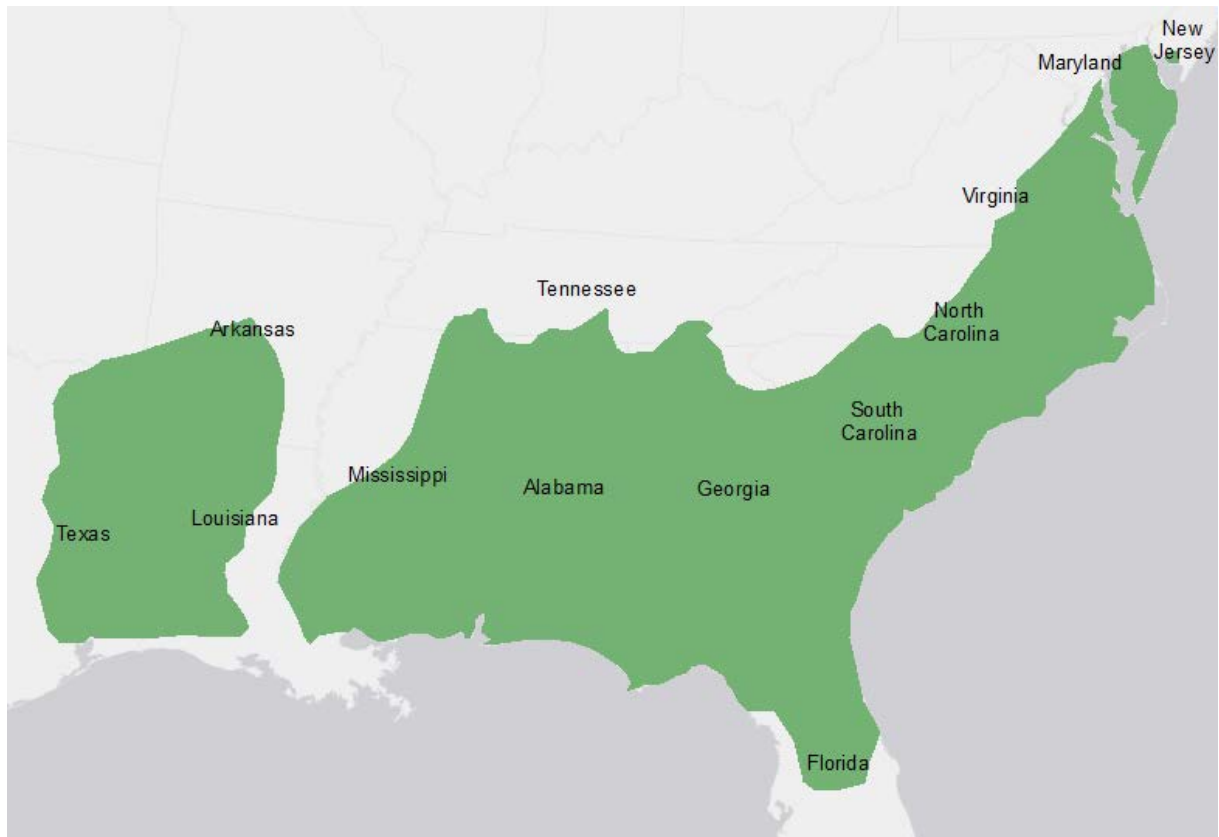 New
Jersey
Maryland
Virginia
Tennessee
North
Carolina
Arkansas
South
Carolina
Mississippi
Alabama
Georgia
Louisiana
Texas
Florida